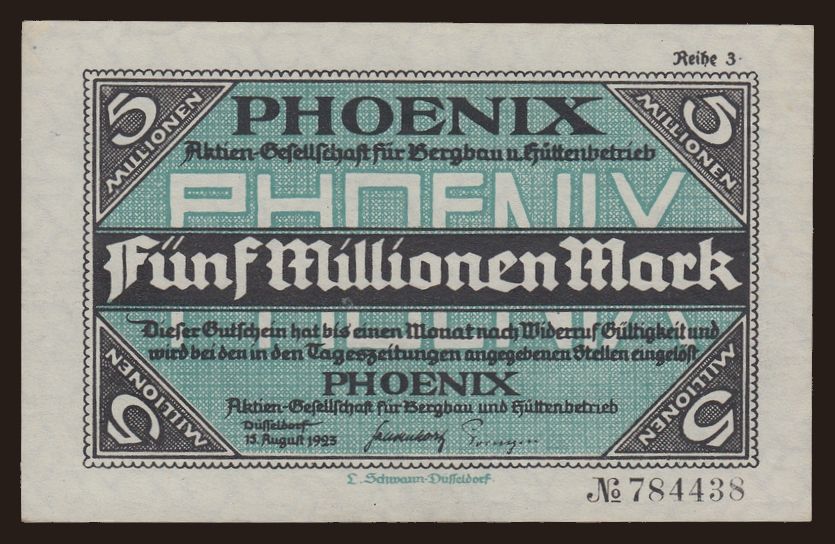 Reihe 3.
5 MILLIONEN
5 MILLIONEN
PHOENIX
Aktien-Gesellschaft für Bergbau u. Hüttenbetrieb
PHOENIX
Fünf Millionen Mark
PHOENIX
Dieser Gutschein hat bis einen Monat nach Widerruf Gültigkeit und
wird bei den in den Tageszeitungen angegebenen Stellen eingelöst.
PHOENIX
Aktien-Gesellschaft für Bergbau und Hüttenbetrieb
Düsseldorf
15. August 1923
5 MILLIONEN
5 MILLIONEN
L. Schwann-Düsseldorf.
№ 784438